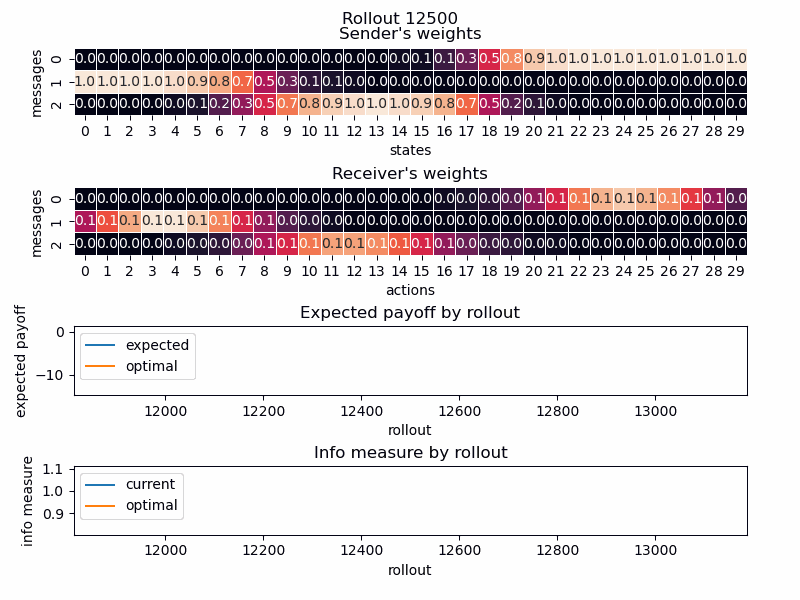 Rollout 12500
Sender's weights
messages
0 0.0 0.0 0.0 0.0 0.0 0.0 0.0 0.0 0.0 0.0 0.0 0.0 0.0 0.0 0.0 0.1 0.1 0.3 0.5 0.8 0.9 1.0 1.0 1.0 1.0 1.0 1.0 1.0 1.0 1.0
1 1.0 1.0 1.0 1.0 1.0 0.9 0.8 0.7 0.5 0.3 0.1 0.1 0.0 0.0 0.0 0.0 0.0 0.0 0.0 0.0 0.0 0.0 0.0 0.0 0.0 0.0 0.0 0.0 0.0 0.0
2 0.0 0.0 0.0 0.0 0.0 0.1 0.2 0.3 0.5 0.7 0.8 0.9 1.0 1.0 1.0 0.9 0.8 0.7 0.5 0.2 0.1 0.0 0.0 0.0 0.0 0.0 0.0 0.0 0.0 0.0
0 1 2 3 4 5 6 7 8 9 10 11 12 13 14 15 16 17 18 19 20 21 22 23 24 25 26 27 28 29
states
Receiver's weights
messages
0 0.0 0.0 0.0 0.0 0.0 0.0 0.0 0.0 0.0 0.0 0.0 0.0 0.0 0.0 0.0 0.0 0.0 0.0 0.0 0.0 0.1 0.1 0.1 0.1 0.1 0.1 0.1 0.1 0.1 0.0
1 0.1 0.1 0.1 0.1 0.1 0.1 0.1 0.1 0.1 0.0 0.0 0.0 0.0 0.0 0.0 0.0 0.0 0.0 0.0 0.0 0.0 0.0 0.0 0.0 0.0 0.0 0.0 0.0 0.0 0.0
2 0.0 0.0 0.0 0.0 0.0 0.0 0.0 0.0 0.1 0.1 0.1 0.1 0.1 0.1 0.1 0.1 0.1 0.0 0.0 0.0 0.0 0.0 0.0 0.0 0.0 0.0 0.0 0.0 0.0 0.0
0 1 2 3 4 5 6 7 8 9 10 11 12 13 14 15 16 17 18 19 20 21 22 23 24 25 26 27 28 29
actions
Expected payoff by rollout
expected payoff
0
−10
expected
optimal
12000 12200 12400 12600 12800 13000
rollout
Info measure by rollout
info measure
1.1
1.0
0.9
current
optimal
12000 12200 12400 12600 12800 13000
rollout